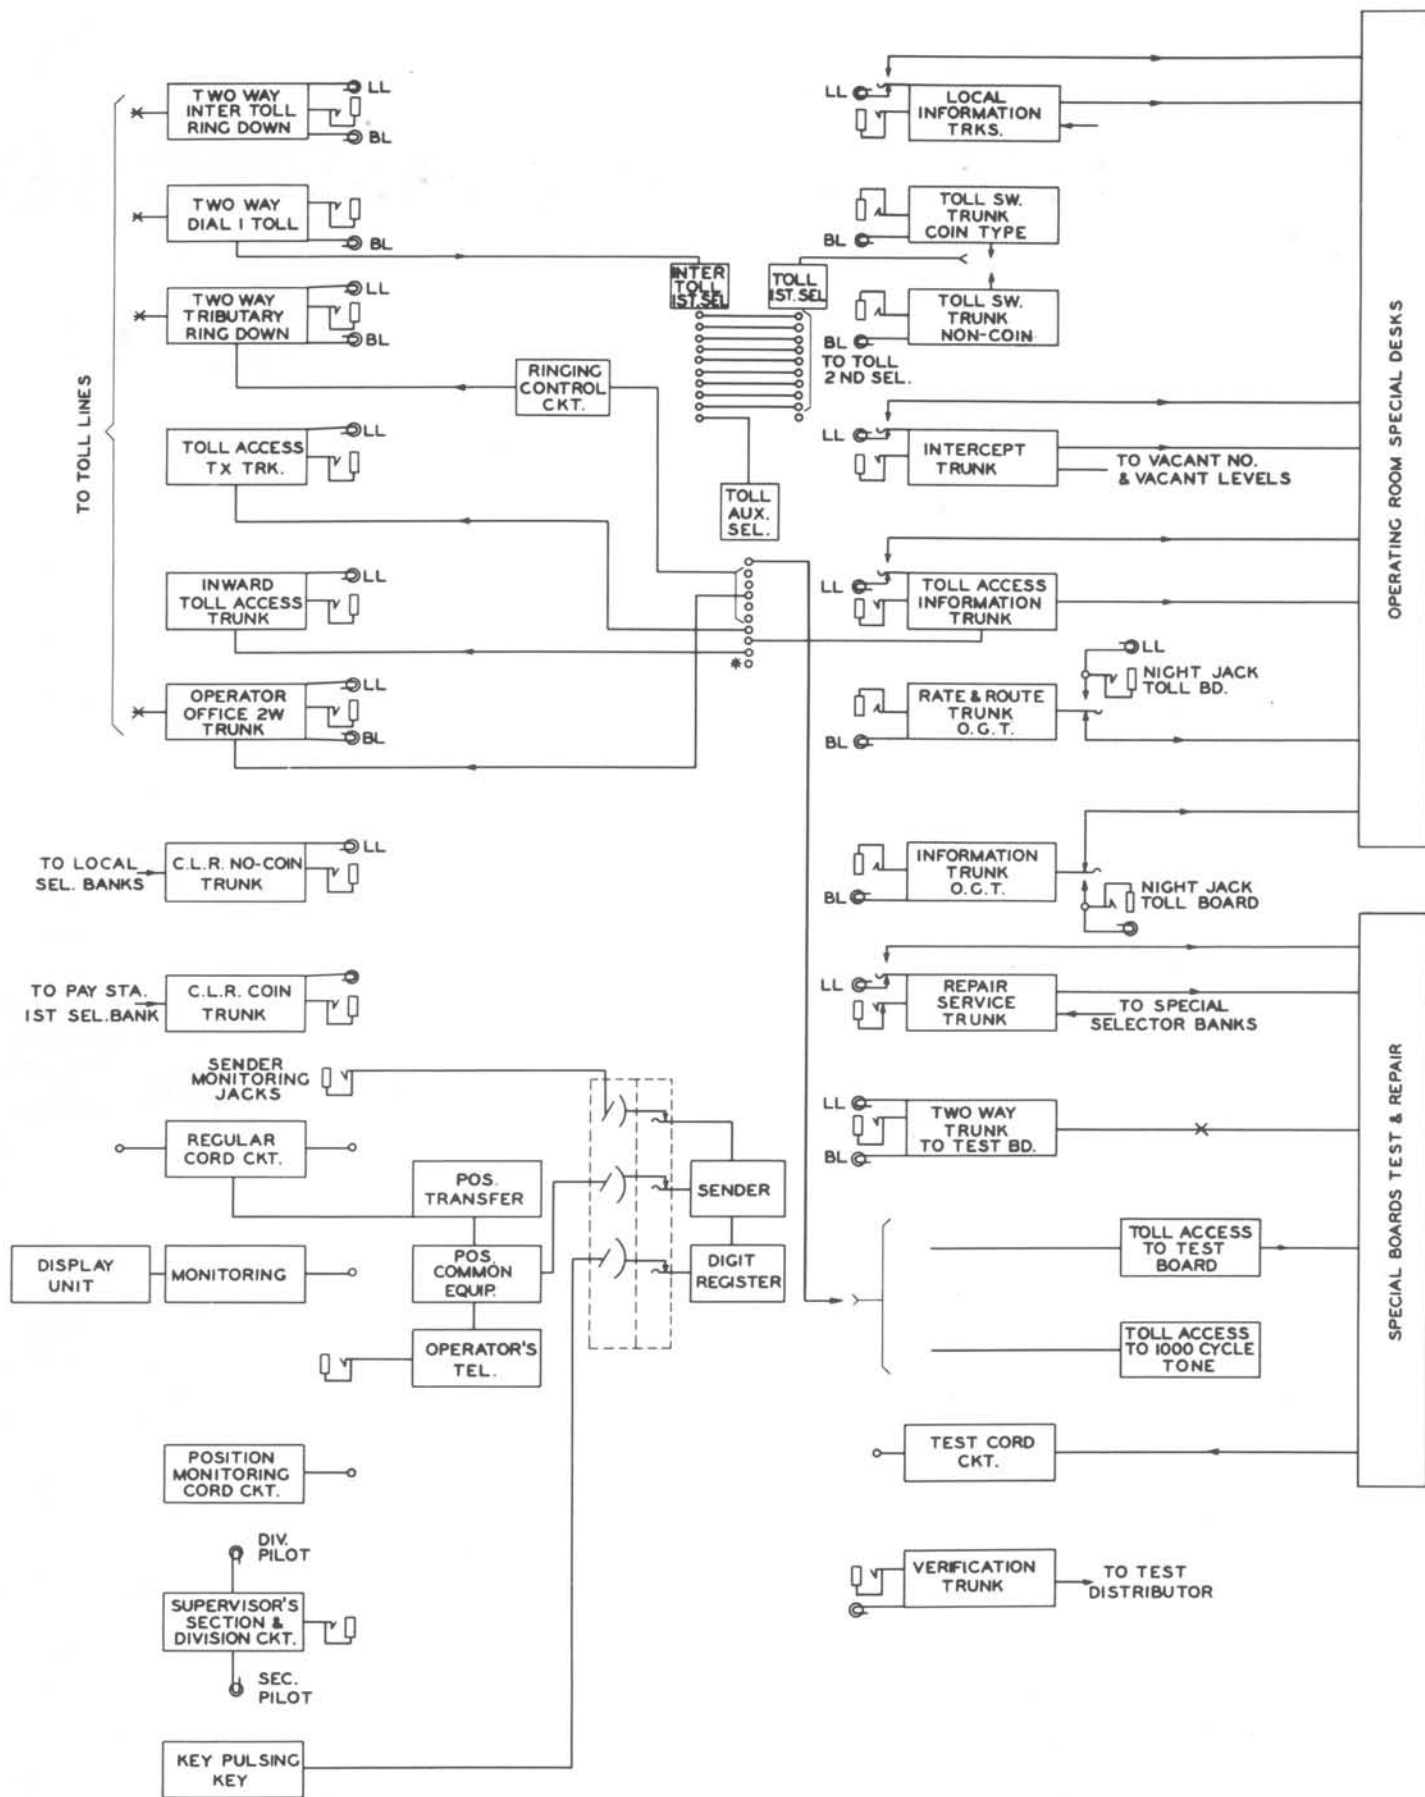 TO TOLL LINES
TWO WAY
INTER TOLL
RING DOWN
LL
BL
TWO WAY
DIAL I TOLL
BL
TWO WAY
TRIBUTARY
RING DOWN
LL
BL
TOLL ACCESS
TX TRK.
LL
INWARD
TOLL ACCESS
TRUNK
LL
OPERATOR
OFFICE 2W
TRUNK
LL
BL
TO LOCAL
SEL. BANKS
C.L.R. NO-COIN
TRUNK
LL
TO PAY STA.
1ST SEL. BANK
C.L.R. COIN
TRUNK
SENDER
MONITORING
JACKS
REGULAR
CORD CKT.
DISPLAY
UNIT
MONITORING
POS.
TRANSFER
POS.
COMMON
EQUIP.
OPERATOR'S
TEL.
SENDER
DIGIT
REGISTER
POSITION
MONITORING
CORD CKT.
DIV.
PILOT
SUPERVISOR'S
SECTION &
DIVISION CKT.
SEC.
PILOT
KEY PULSING
KEY
INTER
TOLL
1ST. SEL
TOLL
1ST. SEL
TO TOLL
2ND SEL.
RINGING
CONTROL
CKT.
TOLL
AUX.
SEL.
*
LL
LOCAL
INFORMATION
TRKS.
TOLL SW.
TRUNK
COIN TYPE
BL
TOLL SW.
TRUNK
NON-COIN
BL
LL
INTERCEPT
TRUNK
TO VACANT NO.
& VACANT LEVELS
LL
TOLL ACCESS
INFORMATION
TRUNK
RATE & ROUTE
TRUNK
O.G.T.
BL
LL
NIGHT JACK
TOLL BD.
INFORMATION
TRUNK
O.G.T.
BL
NIGHT JACK
TOLL BOARD
LL
REPAIR
SERVICE
TRUNK
TO SPECIAL
SELECTOR BANKS
LL
TWO WAY
TRUNK
TO TEST BD.
BL
TOLL ACCESS
TO TEST
BOARD
TOLL ACCESS
TO 1000 CYCLE
TONE
TEST CORD
CKT.
VERIFICATION
TRUNK
TO TEST
DISTRIBUTOR
OPERATING ROOM SPECIAL DESKS
SPECIAL BOARDS TEST & REPAIR